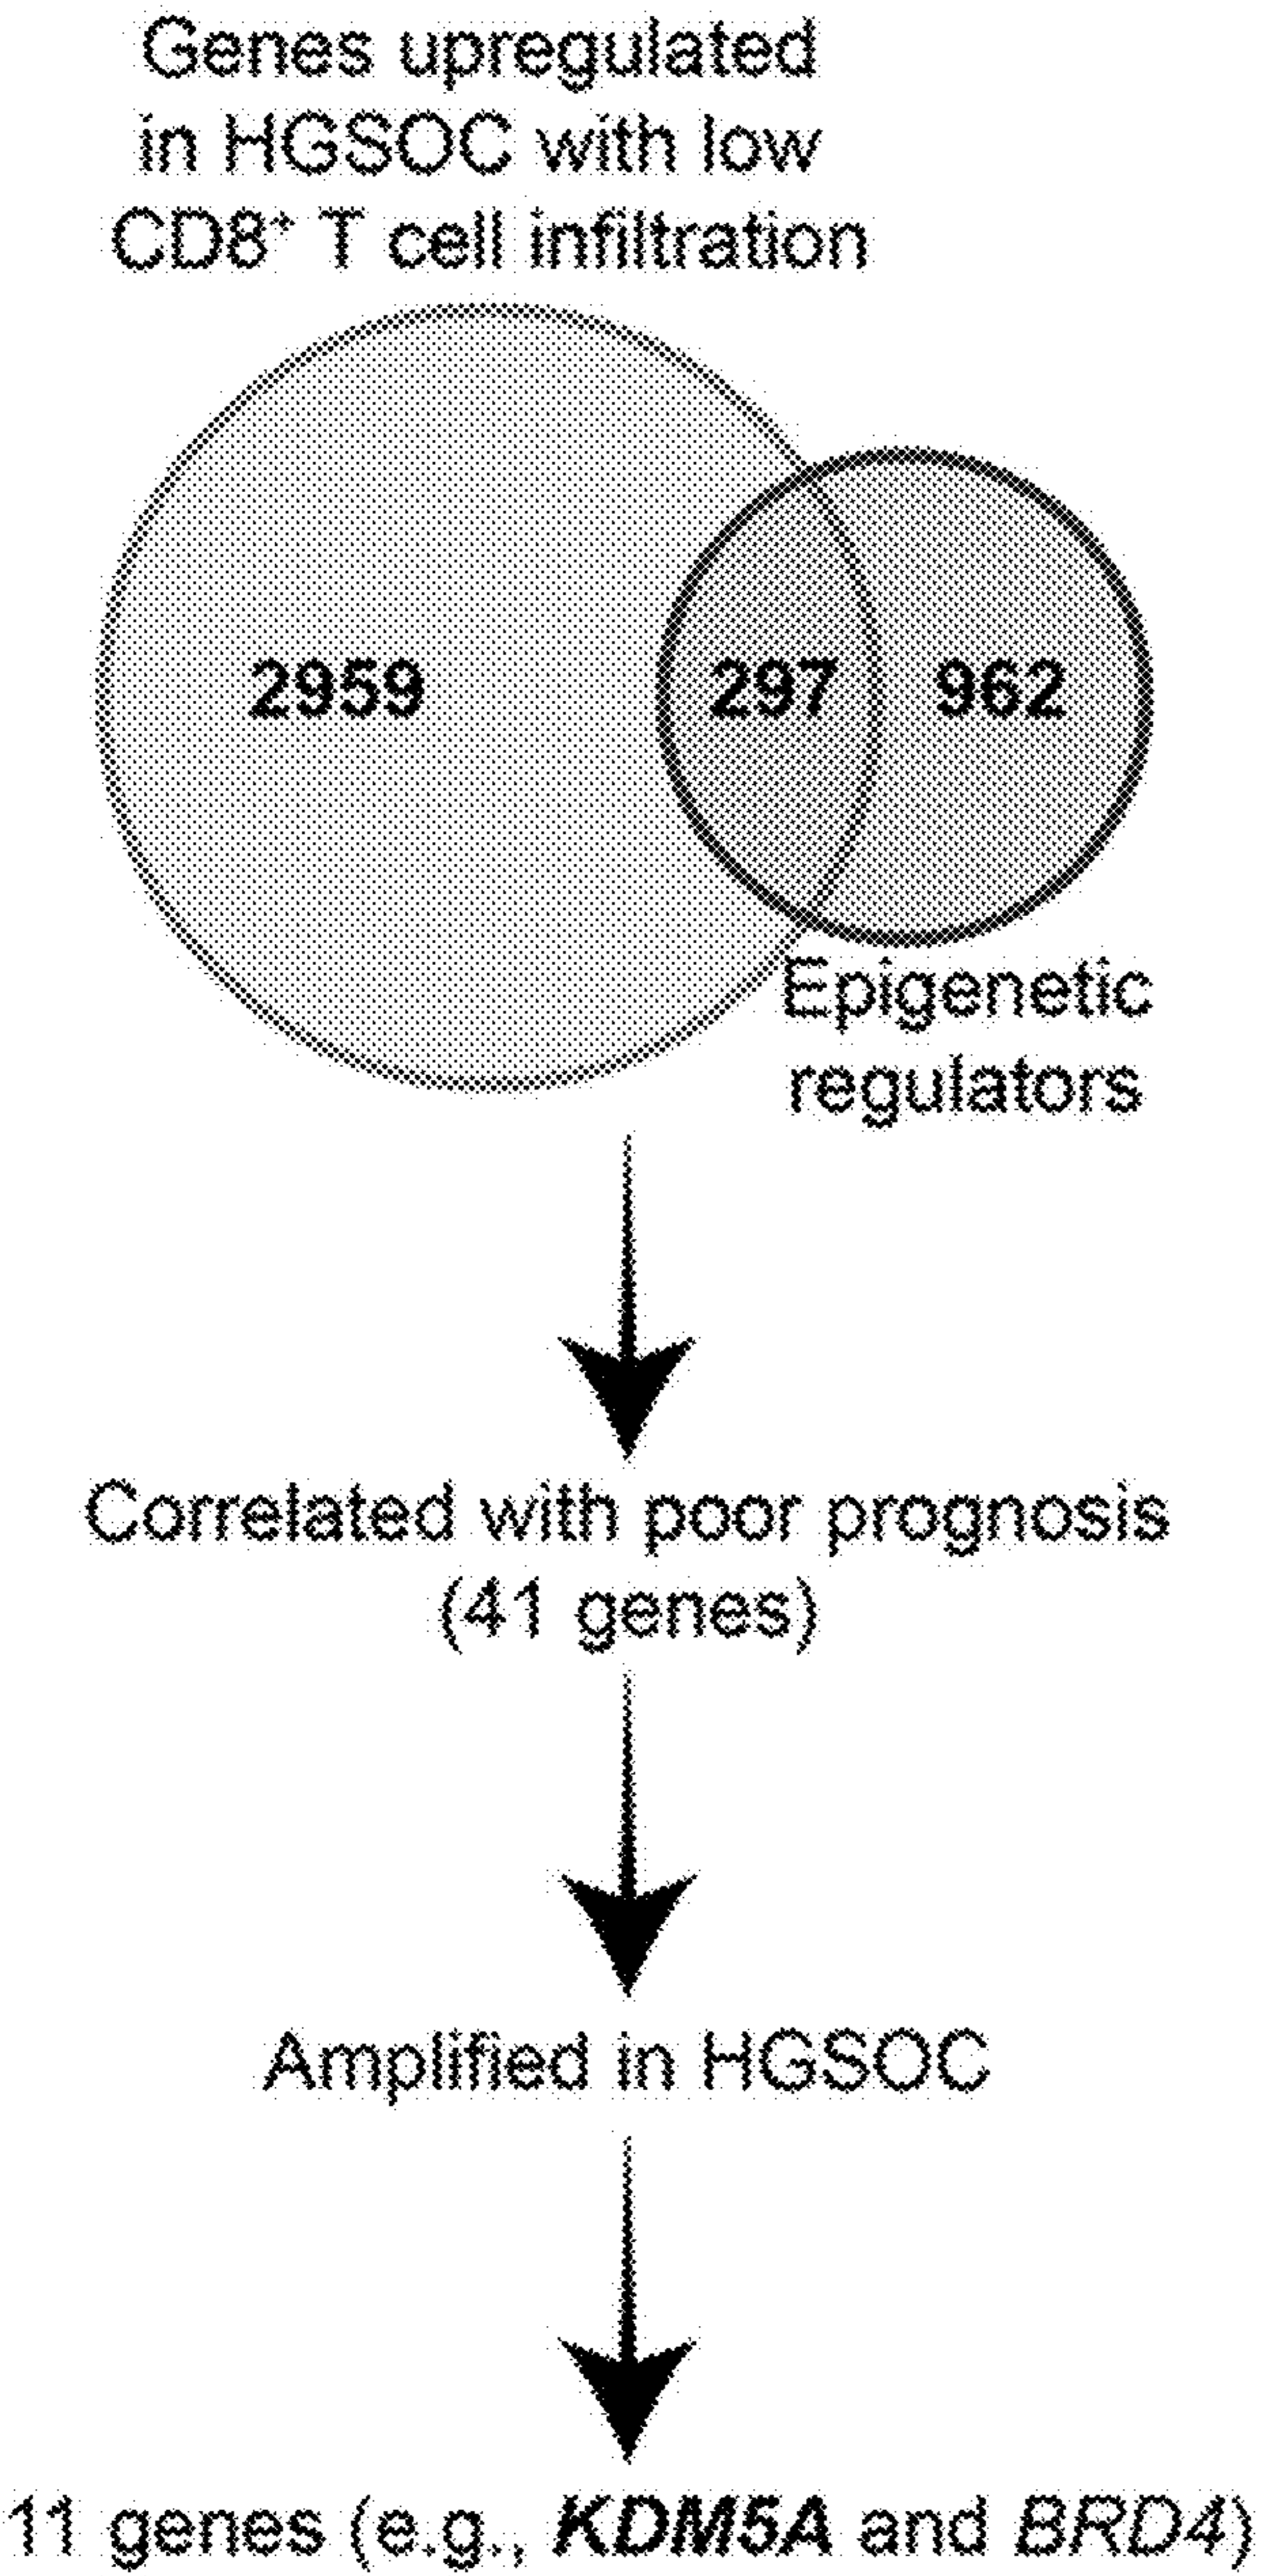 Genes upregulated
in HGSOC with low
CD8⁺ T cell infiltration
2959 297 962
Epigenetic
regulators
Correlated with poor prognosis
(41 genes)
Amplified in HGSOC
11 genes (e.g., KDM5A and BRD4)